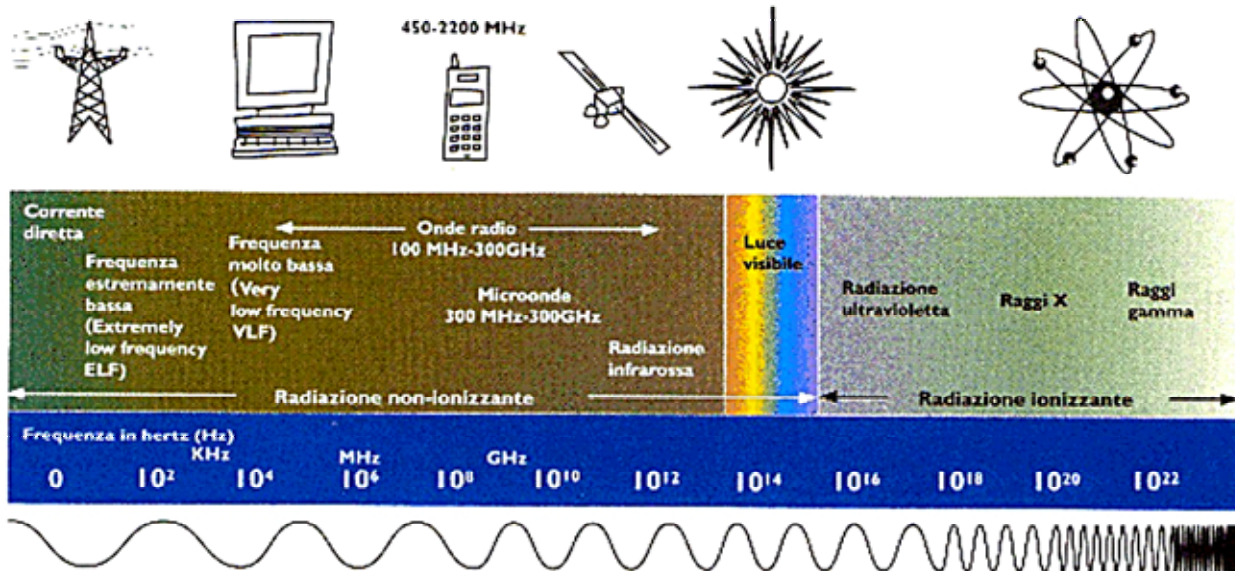 450-2200 MHz
Corrente
diretta
Frequenza
estremamente
bassa
(Extremely
low frequency
ELF)
Frequenza
molto bassa
(Very
low frequency
VLF)
Onde radio
100 MHz-300GHz
Microonde
300 MHz-300GHz
Radiazione
infrarossa
Luce
visibile
Radiazione
ultravioletta
Raggi X
Raggi
gamma
Radiazione non-ionizzante
Radiazione ionizzante
Frequenza in hertz (Hz)
KHz MHz GHz
0 10² 10⁴ 10⁶ 10⁸ 10¹⁰ 10¹² 10¹⁴ 10¹⁶ 10¹⁸ 10²⁰ 10²²